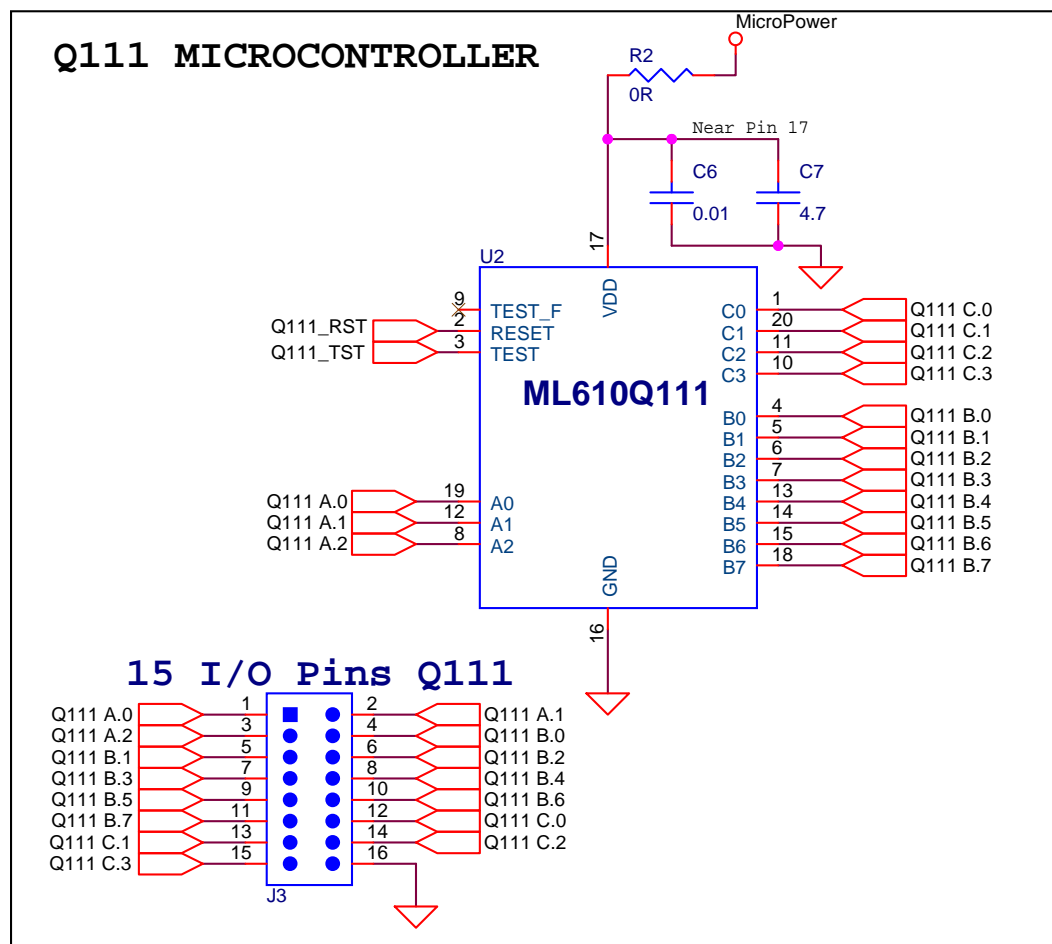 MicroPower
Q111 MICROCONTROLLER
R2
0R
Near Pin 17
C6
C7
0.01
4.7
17
U2
VDD
9
TEST_F
Q111_RST
2
RESET
Q111_TST
3
TEST
C0
1
Q111 C.0
C1
20
Q111 C.1
C2
11
Q111 C.2
C3
10
Q111 C.3
ML610Q111
B0
4
Q111 B.0
B1
5
Q111 B.1
B2
6
Q111 B.2
B3
7
Q111 B.3
B4
13
Q111 B.4
B5
14
Q111 B.5
B6
15
Q111 B.6
B7
18
Q111 B.7
Q111 A.0
19
A0
Q111 A.1
12
A1
Q111 A.2
8
A2
GND
16
15 I/O Pins Q111
Q111 A.0
1
2
Q111 A.1
Q111 A.2
3
4
Q111 B.0
Q111 B.1
5
6
Q111 B.2
Q111 B.3
7
8
Q111 B.4
Q111 B.5
9
10
Q111 B.6
Q111 B.7
11
12
Q111 C.0
Q111 C.1
13
14
Q111 C.2
Q111 C.3
15
16
J3